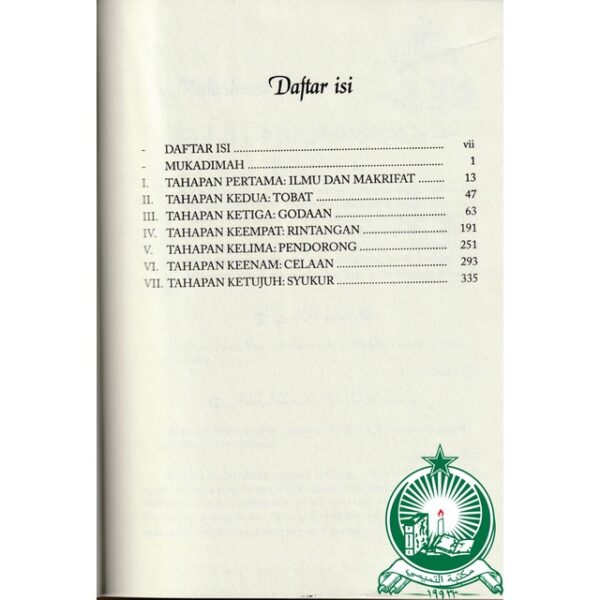 Daftar isi
- DAFTAR ISI ........ vii
- MUKADIMAH ........ 1
I. TAHAPAN PERTAMA: ILMU DAN MAKRIFAT ........ 13
II. TAHAPAN KEDUA: TOBAT ........ 47
III. TAHAPAN KETIGA: GODAAN ........ 63
IV. TAHAPAN KEEMPAT: RINTANGAN ........ 191
V. TAHAPAN KELIMA: PENDORONG ........ 251
VI. TAHAPAN KEENAM: CELAAN ........ 293
VII. TAHAPAN KETUJUH: SYUKUR ........ 335
مكتبة